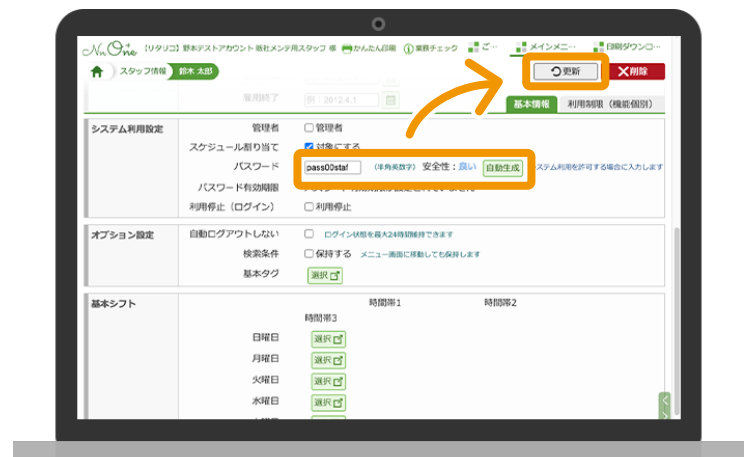 NuOne 【リタリコ】野本テストアカウント 販社メンテ用スタッフ 様 かんたん印刷 業務チェック ご… メインメニ… 印刷ダウンロ…
スタッフ情報 鈴木 太郎 更新 削除
雇用終了 例：2012.4.1
基本情報 利用制限（機能個別）
システム利用設定 管理者 管理者
スケジュール割り当て 対象にする
パスワード pass00staf （半角英数字） 安全性：良い 自動生成 システム利用を許可する場合に入力します
パスワード有効期限
利用停止（ログイン） 利用停止
オプション設定 自動ログアウトしない ログイン状態を最大24時間維持できます
検索条件 保持する メニュー画面に移動しても保持します
基本タグ 選択
基本シフト 時間帯1 時間帯2
時間帯3
日曜日 選択
月曜日 選択
火曜日 選択
水曜日 選択